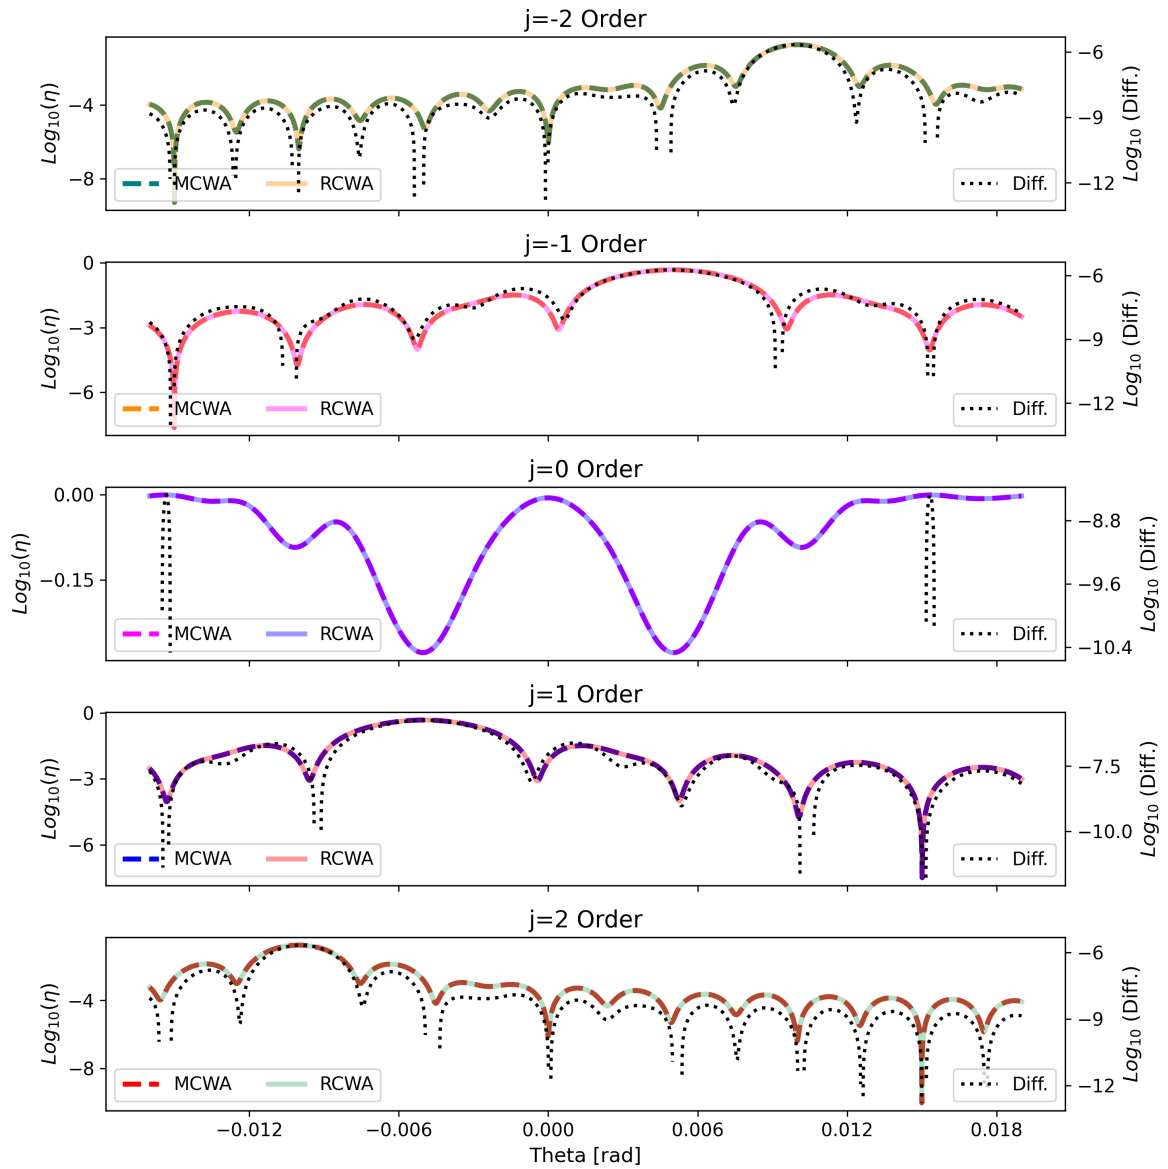 j=-2 Order
−4
−8
Log10(η)
−6
−9
−12
Log10 (Diff.)
MCWA RCWA Diff.
j=-1 Order
0
−3
−6
Log10(η)
−6
−9
−12
Log10 (Diff.)
MCWA RCWA Diff.
j=0 Order
0.00
−0.15
Log10(η)
−8.8
−9.6
−10.4
Log10 (Diff.)
MCWA RCWA Diff.
j=1 Order
0
−3
−6
Log10(η)
−7.5
−10.0
Log10 (Diff.)
MCWA RCWA Diff.
j=2 Order
−4
−8
Log10(η)
−6
−9
−12
Log10 (Diff.)
MCWA RCWA Diff.
−0.012 −0.006 0.000 0.006 0.012 0.018
Theta [rad]